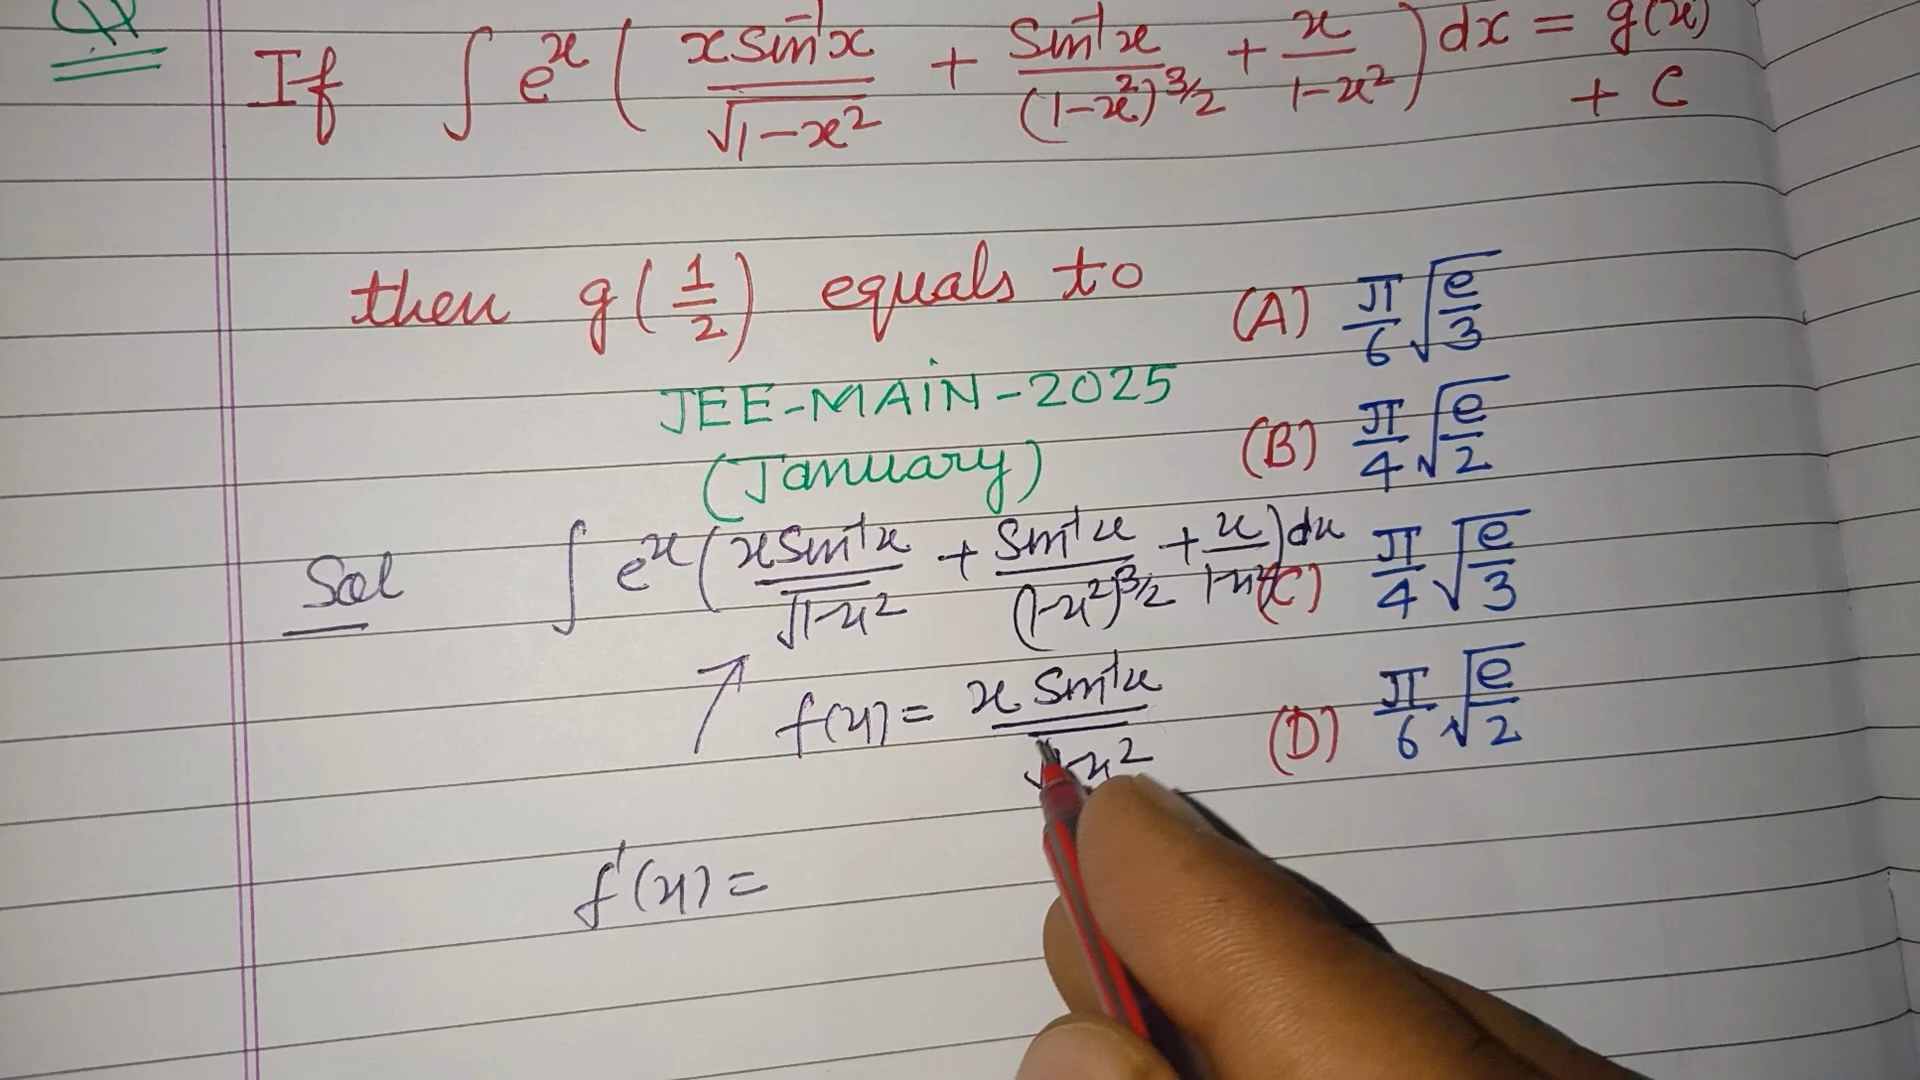 Q
If ∫ e^x ( x sin⁻¹x / √(1-x²) + sin⁻¹x / (1-x²)^(3/2) + x / (1-x²) ) dx = g(x) + C
then g(1/2) equals to
(A) π/6 √(e/3)
JEE-MAIN-2025
(January)
(B) π/4 √(e/2)
Sol ∫ e^x ( x sin⁻¹x / √(1-x²) + sin⁻¹x / (1-x²)^(3/2) + x / (1-x²) ) dx
(C) π/4 √(e/3)
↗ f(x) = x sin⁻¹x / √(1-x²)
(D) π/6 √(e/2)
f'(x) =